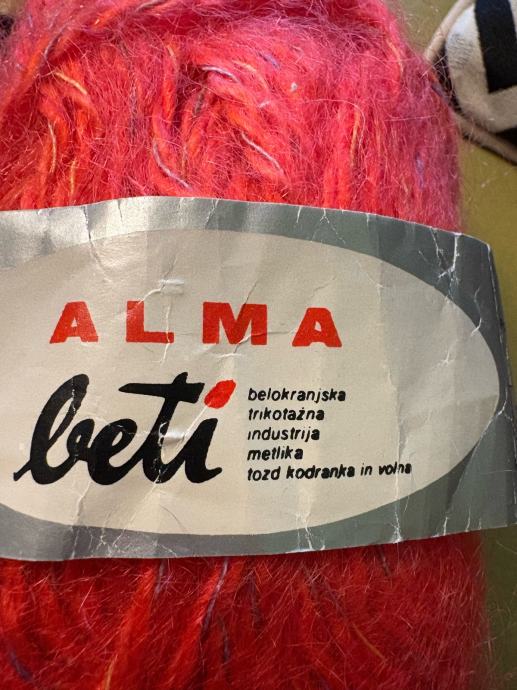 ALMA
beti
belokranjska
trikotažna
industrija
metlika
tozd kodranka in volna